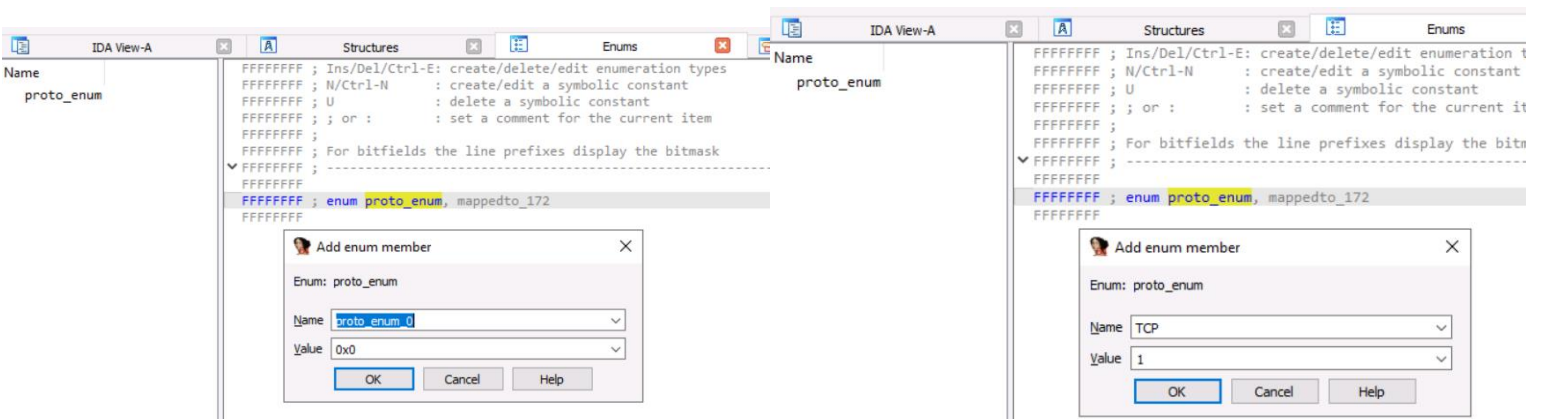 IDA View-A Structures Enums
Name
proto_enum
FFFFFFFF ; Ins/Del/Ctrl-E: create/delete/edit enumeration types
FFFFFFFF ; N/Ctrl-N : create/edit a symbolic constant
FFFFFFFF ; U : delete a symbolic constant
FFFFFFFF ; ; or : : set a comment for the current item
FFFFFFFF ;
FFFFFFFF ; For bitfields the line prefixes display the bitmask
FFFFFFFF ; ---------------------------------------------------------
FFFFFFFF
FFFFFFFF ; enum proto_enum, mappedto_172
FFFFFFFF
Add enum member
Enum: proto_enum
Name proto_enum_0
Value 0x0
OK Cancel Help
IDA View-A Structures Enums
Name
proto_enum
FFFFFFFF ; Ins/Del/Ctrl-E: create/delete/edit enumeration t
FFFFFFFF ; N/Ctrl-N : create/edit a symbolic constant
FFFFFFFF ; U : delete a symbolic constant
FFFFFFFF ; ; or : : set a comment for the current it
FFFFFFFF ;
FFFFFFFF ; For bitfields the line prefixes display the bitm
FFFFFFFF ; --------------------------------------------------
FFFFFFFF
FFFFFFFF ; enum proto_enum, mappedto_172
FFFFFFFF
Add enum member
Enum: proto_enum
Name TCP
Value 1
OK Cancel Help